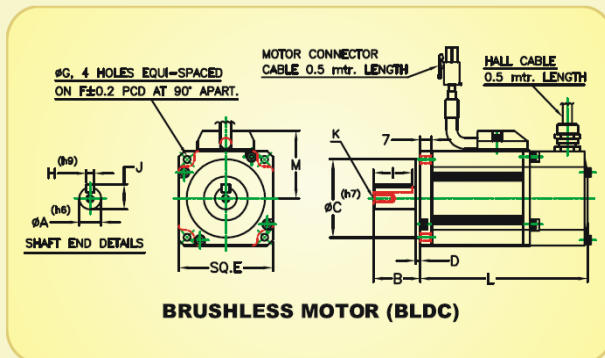 MOTOR CONNECTOR
CABLE 0.5 mtr. LENGTH
HALL CABLE
0.5 mtr. LENGTH
øG, 4 HOLES EQUI-SPACED
ON F±0.2 PCD AT 90° APART.
K
7
(h9)
H
J
M
I
øA
(h6)
øC
(h7)
SHAFT END DETAILS
SQ.E
B
D
L
BRUSHLESS MOTOR (BLDC)